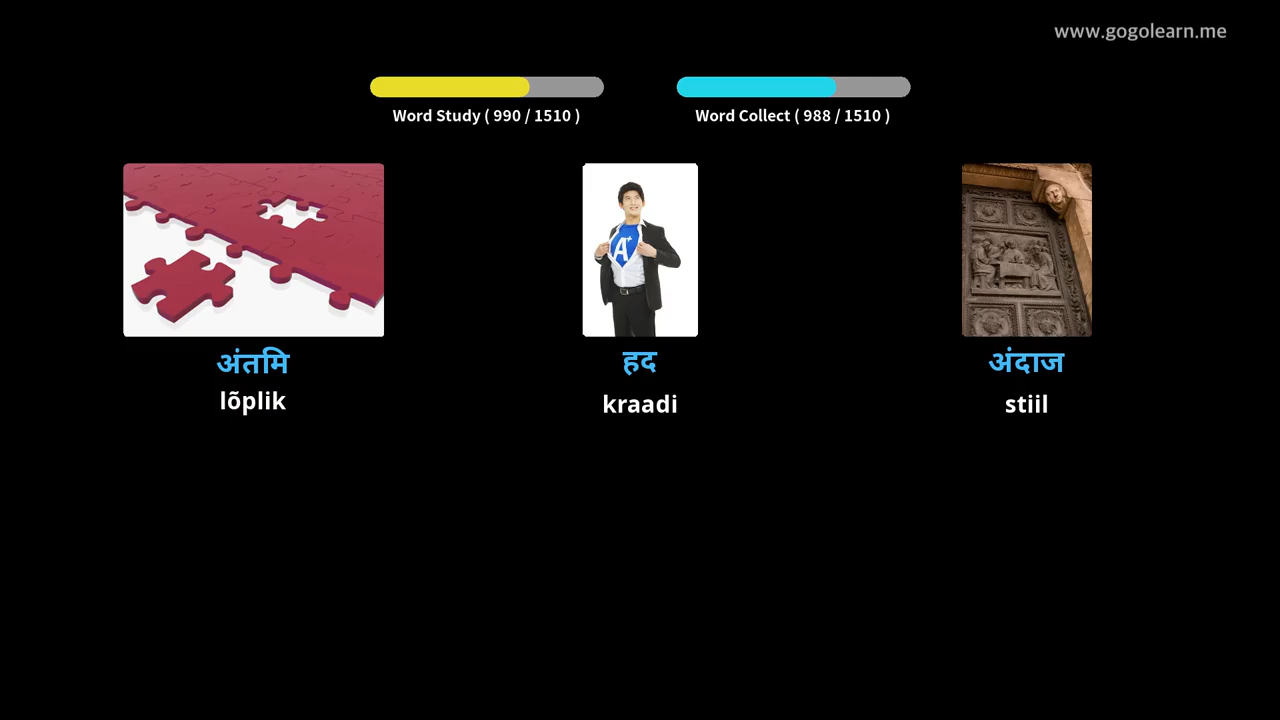 www.gogolearn.me
Word Study ( 990 / 1510 )
Word Collect ( 988 / 1510 )
A+
अंतमि
हद
अंदाज
lõplik
kraadi
stiil